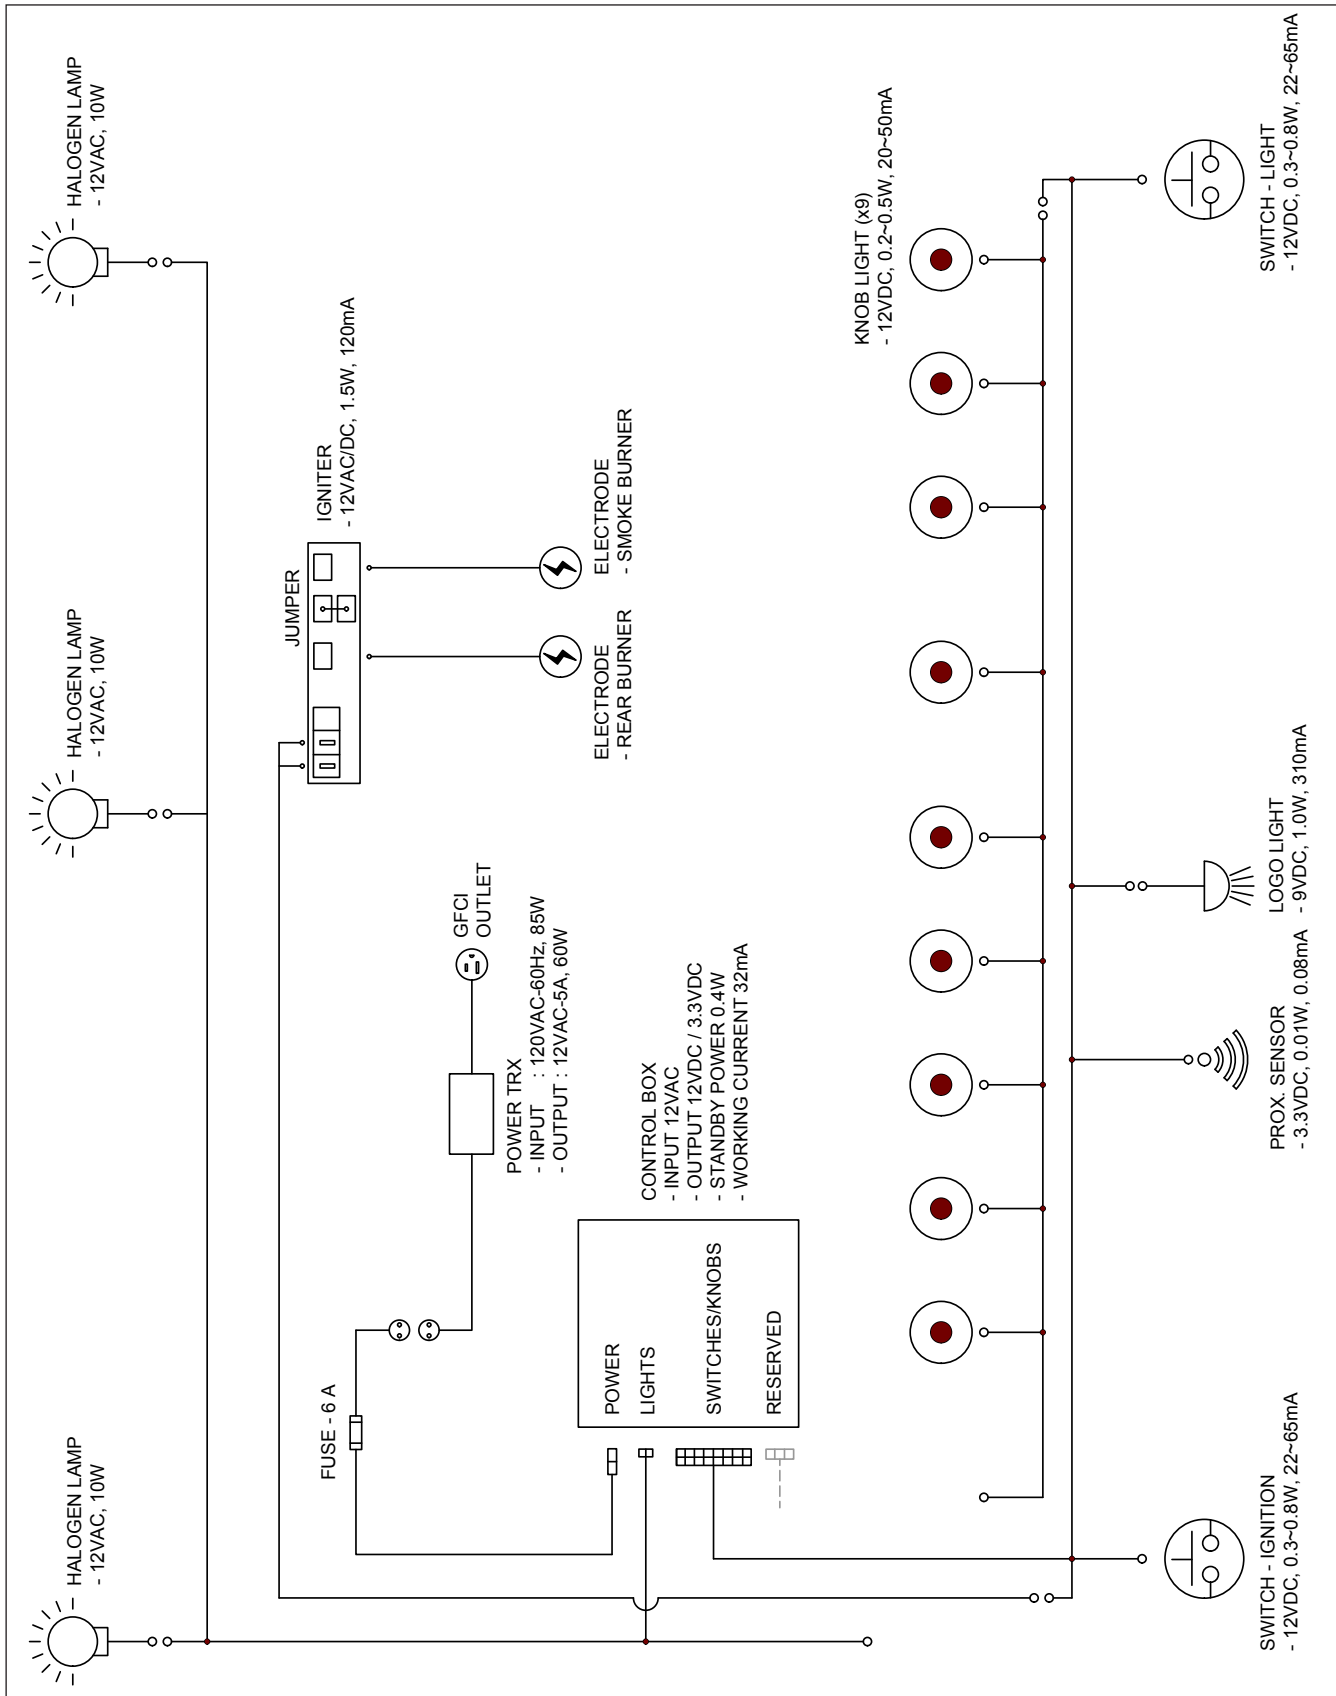 HALOGEN LAMP
- 12VAC, 10W
HALOGEN LAMP
- 12VAC, 10W
HALOGEN LAMP
- 12VAC, 10W
FUSE - 6 A
JUMPER
IGNITER
- 12VAC/DC, 1.5W, 120mA
GFCI
OUTLET
POWER TRX
- INPUT : 120VAC-60Hz, 85W
- OUTPUT : 12VAC-5A, 60W
ELECTRODE
- REAR BURNER
ELECTRODE
- SMOKE BURNER
POWER
LIGHTS
SWITCHES/KNOBS
RESERVED
CONTROL BOX
- INPUT 12VAC
- OUTPUT 12VDC / 3.3VDC
- STANDBY POWER 0.4W
- WORKING CURRENT 32mA
KNOB LIGHT (x9)
- 12VDC, 0.2~0.5W, 20~50mA
SWITCH - IGNITION
- 12VDC, 0.3~0.8W, 22~65mA
PROX. SENSOR
- 3.3VDC, 0.01W, 0.08mA
LOGO LIGHT
- 9VDC, 1.0W, 310mA
SWITCH - LIGHT
- 12VDC, 0.3~0.8W, 22~65mA